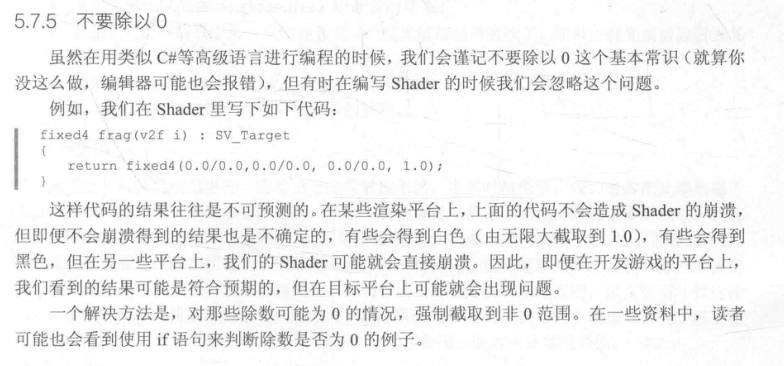 5.7.5 不要除以 0
虽然在用类似 C#等高级语言进行编程的时候，我们会谨记不要除以 0 这个基本常识（就算你
没这么做，编辑器可能也会报错），但有时在编写 Shader 的时候我们会忽略这个问题。
例如，我们在 Shader 里写下如下代码：
fixed4 frag(v2f i) : SV_Target
{
return fixed4(0.0/0.0,0.0/0.0, 0.0/0.0, 1.0);
}
这样代码的结果往往是不可预测的。在某些渲染平台上，上面的代码不会造成 Shader 的崩溃，
但即便不会崩溃得到的结果也是不确定的，有些会得到白色（由无限大截取到 1.0），有些会得到
黑色，但在另一些平台上，我们的 Shader 可能就会直接崩溃。因此，即便在开发游戏的平台上，
我们看到的结果可能是符合预期的，但在目标平台上可能就会出现问题。
一个解决方法是，对那些除数可能为 0 的情况，强制截取到非 0 范围。在一些资料中，读者
可能也会看到使用 if 语句来判断除数是否为 0 的例子。